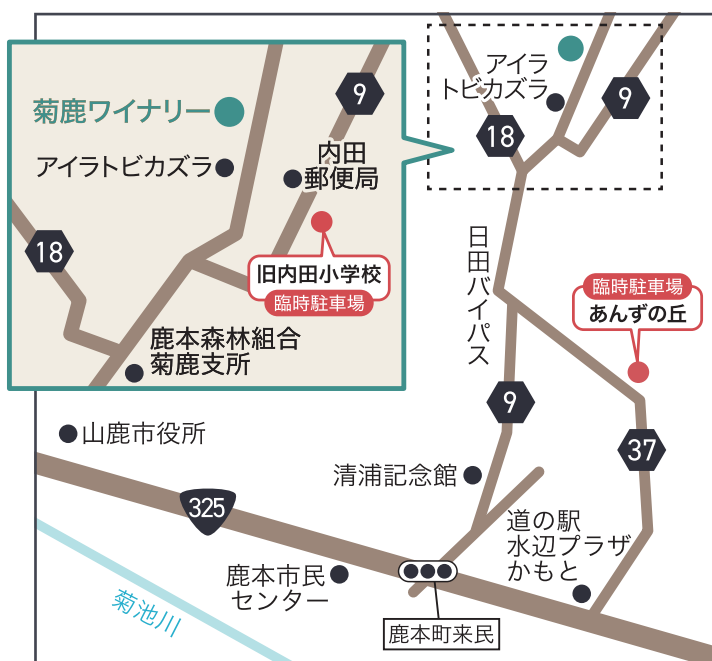 菊鹿ワイナリー
9
アイラトビカズラ
内田
郵便局
18
旧内田小学校
臨時駐車場
鹿本森林組合
菊鹿支所
アイラ
トビカズラ
9
18
日田バイパス
臨時駐車場
あんずの丘
9
37
山鹿市役所
清浦記念館
325
道の駅
水辺プラザ
かもと
鹿本市民
センター
菊池川
鹿本町来民